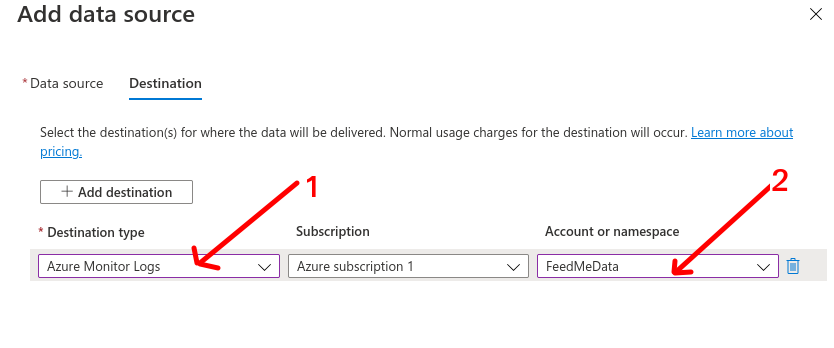 Add data source
* Data source Destination
Select the destination(s) for where the data will be delivered. Normal usage charges for the destination will occur. Learn more about
pricing.
+ Add destination
1
2
* Destination type Subscription Account or namespace
Azure Monitor Logs Azure subscription 1 FeedMeData